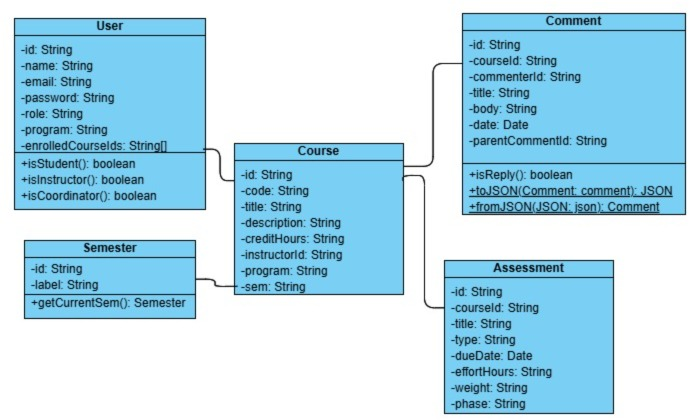 User
-id: String
-name: String
-email: String
-password: String
-role: String
-program: String
-enrolledCourseIds: String[]
+isStudent(): boolean
+isInstructor(): boolean
+isCoordinator(): boolean
Semester
-id: String
-label: String
+getCurrentSem(): Semester
Course
-id: String
-code: String
-title: String
-description: String
-creditHours: String
-instructorId: String
-program: String
-sem: String
Comment
-id: String
-courseId: String
-commenterId: String
-title: String
-body: String
-date: Date
-parentCommentId: String
+isReply(): boolean
+toJSON(Comment: comment): JSON
+fromJSON(JSON: json): Comment
Assessment
-id: String
-courseId: String
-title: String
-type: String
-dueDate: Date
-effortHours: String
-weight: String
-phase: String